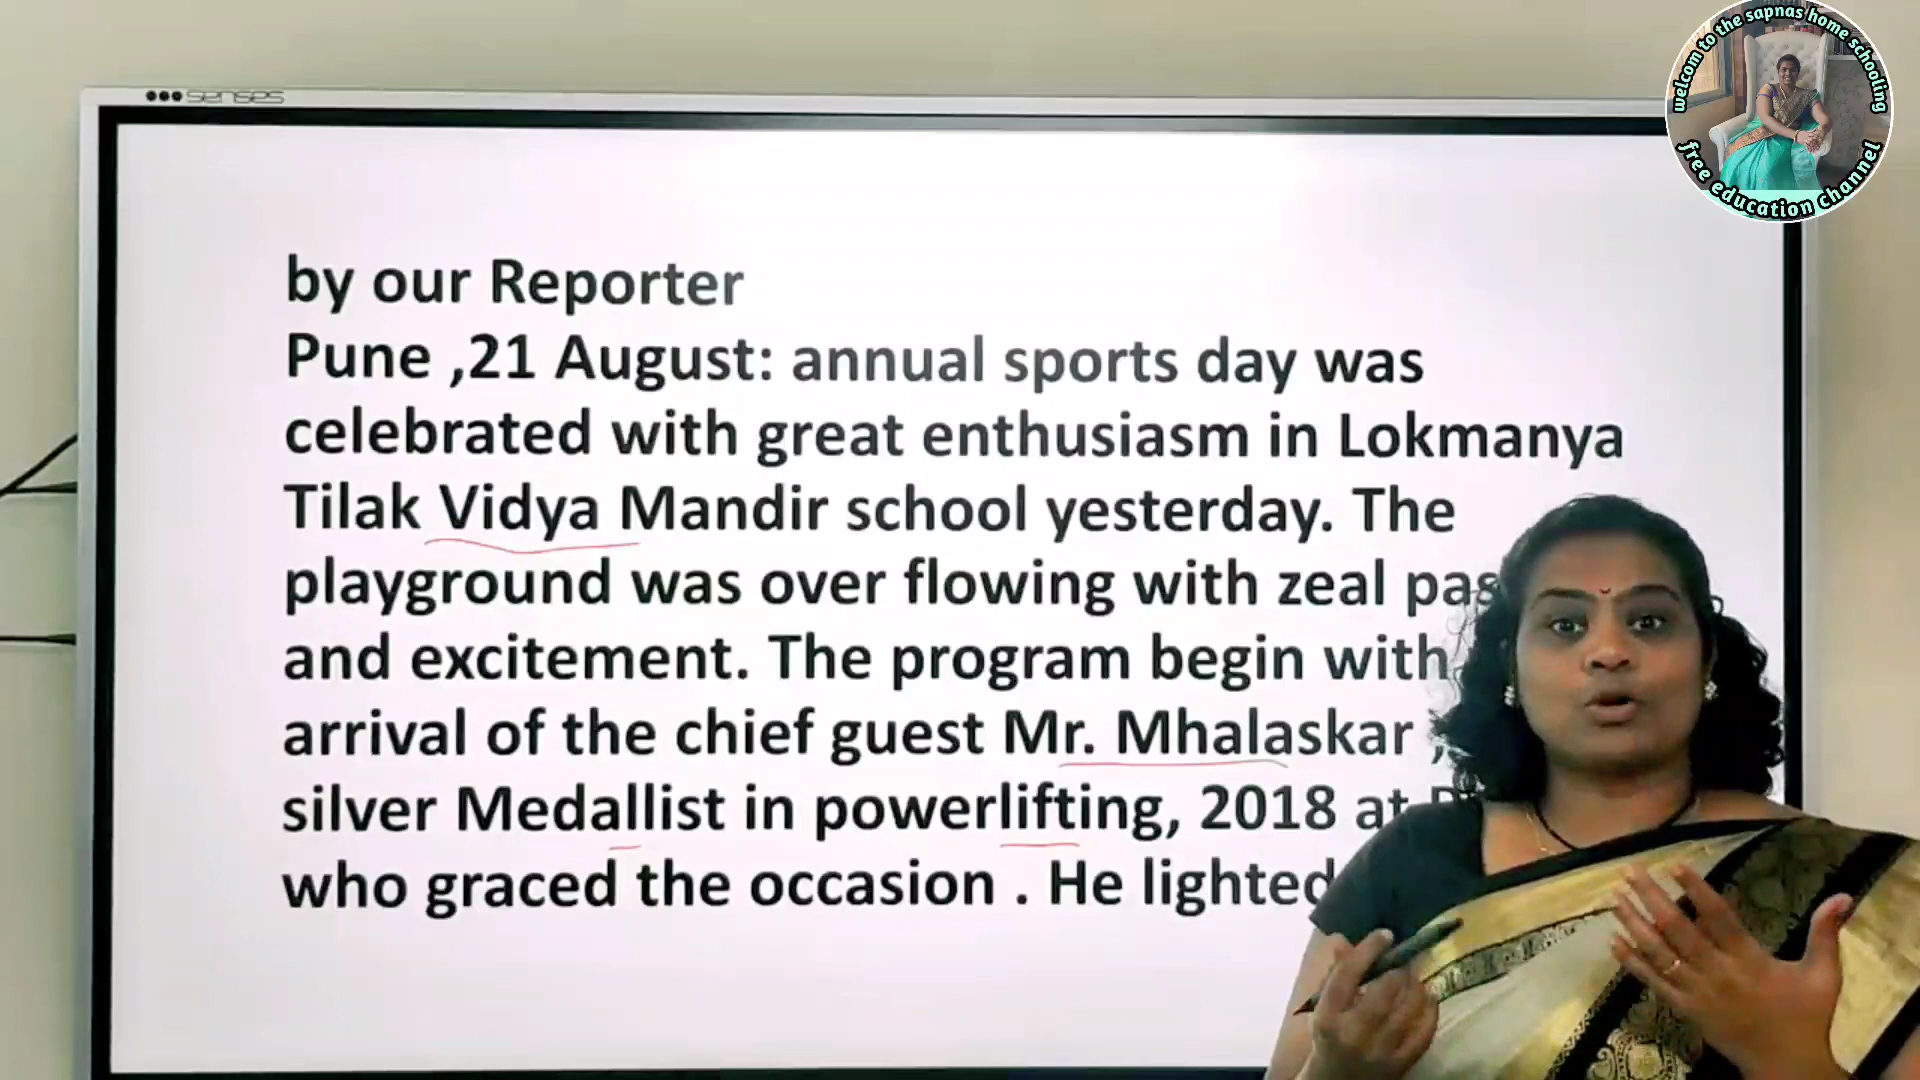 senses
welcom to the sapnas home schooling
free education channel
by our Reporter
Pune ,21 August: annual sports day was
celebrated with great enthusiasm in Lokmanya
Tilak Vidya Mandir school yesterday. The
playground was over flowing with zeal
and excitement. The program begin with
arrival of the chief guest Mr. Mhalaskar ,
silver Medallist in powerlifting, 2018 at
who graced the occasion . He lighted